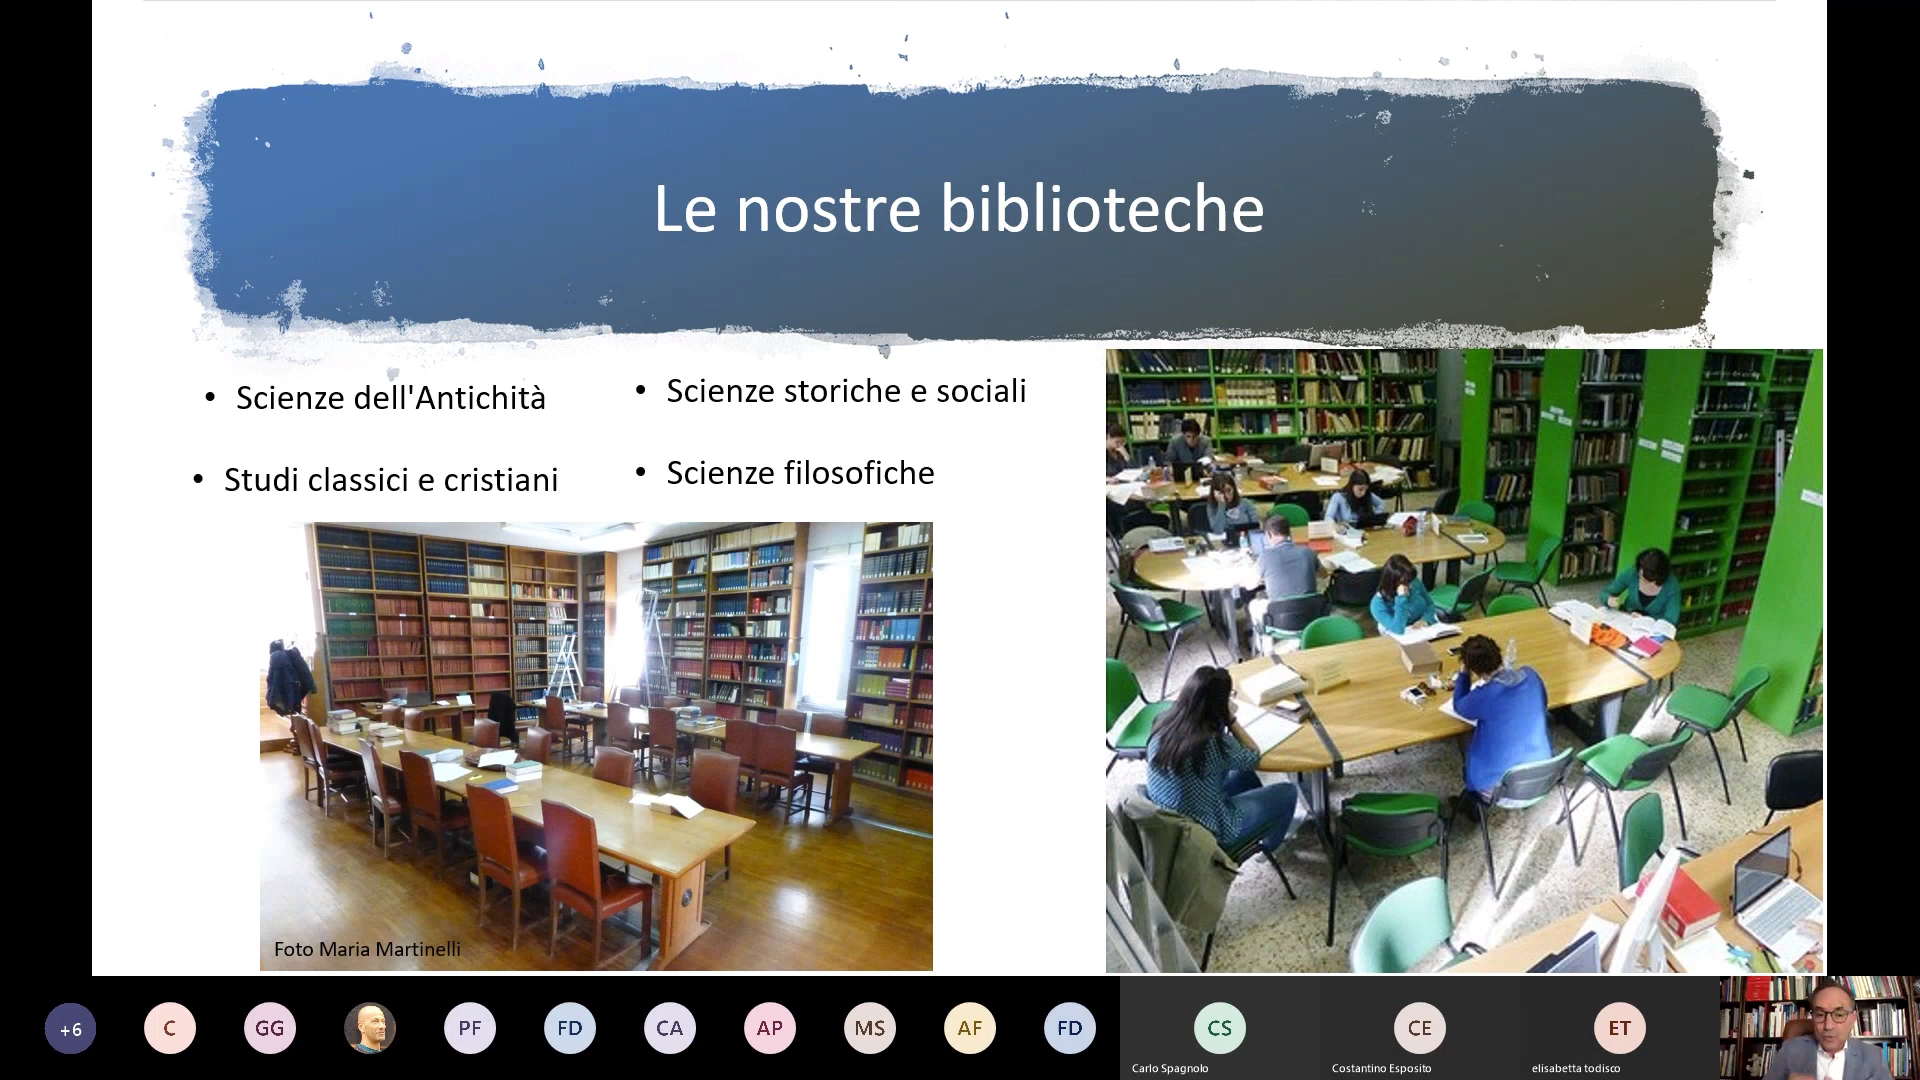 Le nostre biblioteche
• Scienze dell'Antichità
• Studi classici e cristiani
• Scienze storiche e sociali
• Scienze filosofiche
Foto Maria Martinelli
+6
C
GG
PF
FD
CA
AP
MS
AF
FD
CS
CE
ET
Carlo Spagnolo
Costantino Esposito
elisabetta todisco